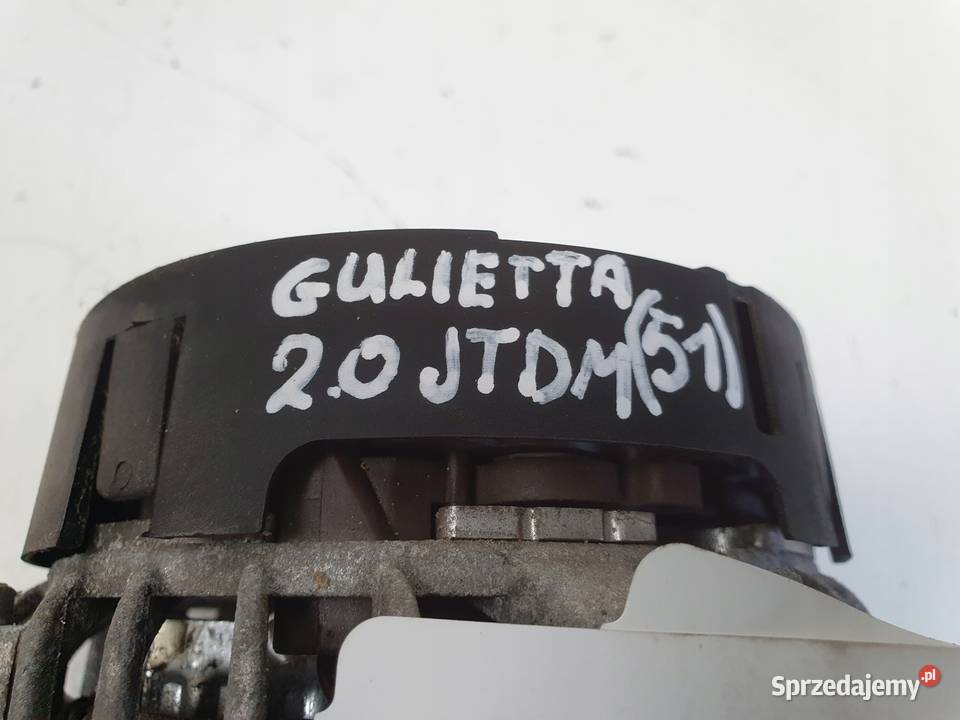 GULIETTA
2.0 JTDM(51)
Sprzedajemy.pl